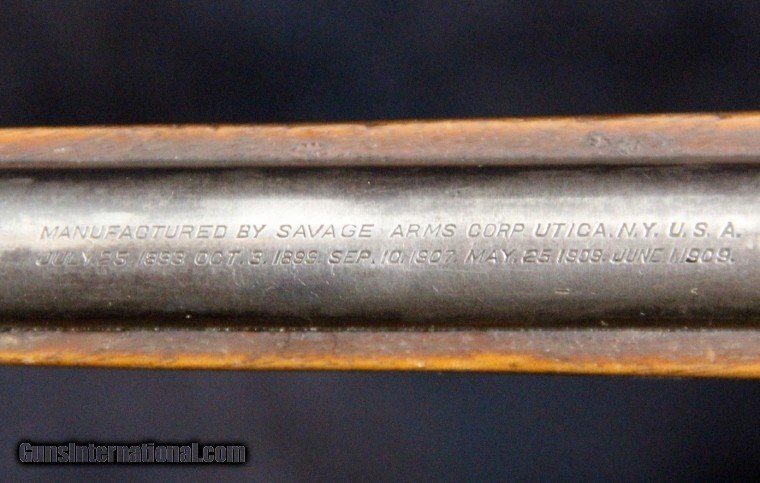 MANUFACTURED BY SAVAGE ARMS CORP UTICA. N.Y. U.S.A.
JULY. 25. 1893. OCT. 3. 1899. SEP. 10. 1907. MAY. 25. 1909. JUNE 1. 1909.
GunsInternational.com